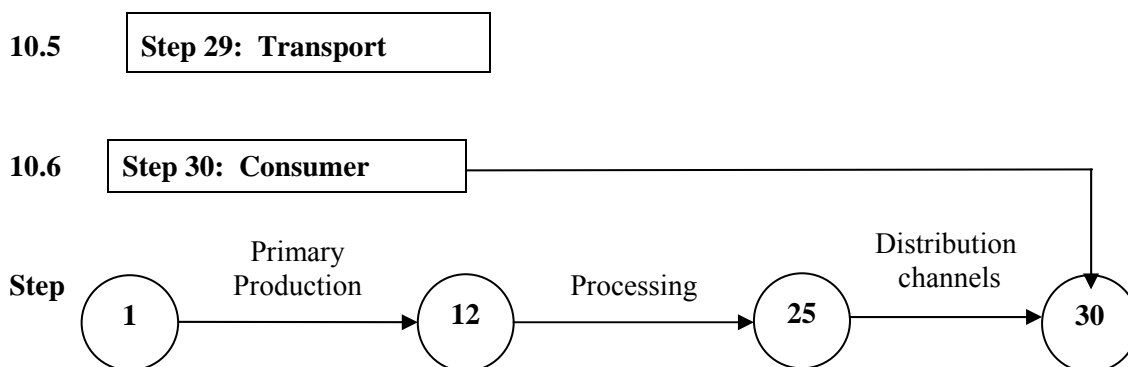 10.5 Step 29: Transport
10.6 Step 30: Consumer
Primary
Production
Processing
Distribution
channels
Step 1 12 25 30